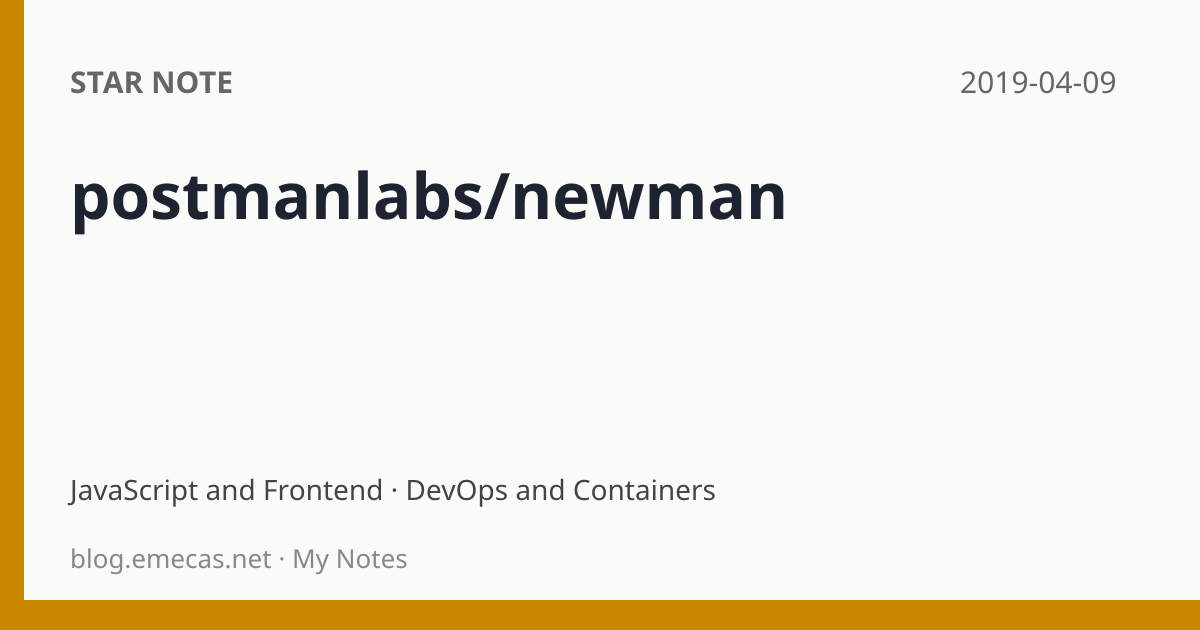 STAR NOTE
2019-04-09
postmanlabs/newman
JavaScript and Frontend · DevOps and Containers
blog.emecas.net · My Notes